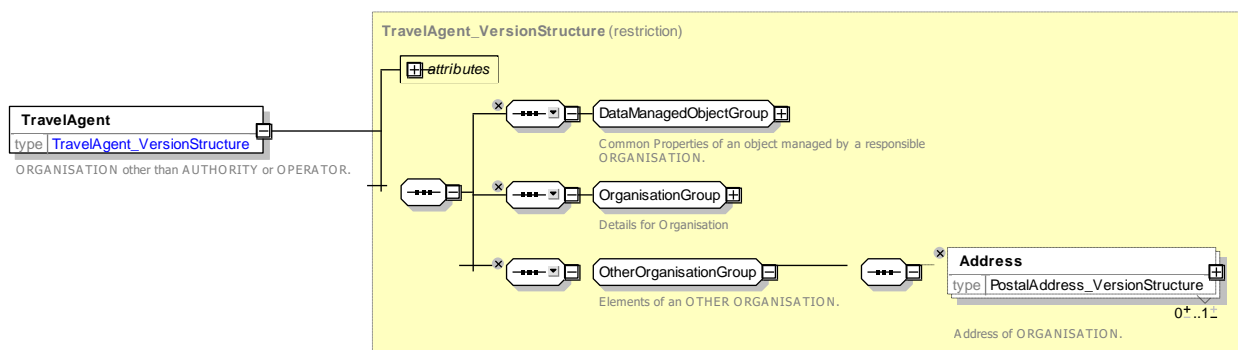 TravelAgent_VersionStructure (restriction)
attributes
TravelAgent
type TravelAgent_VersionStructure
ORGANISATION other than AUTHORITY or OPERATOR.
DataManagedObjectGroup
Common Properties of an object managed by a responsible
ORGANISATION.
OrganisationGroup
Details for Organisation
OtherOrganisationGroup
Elements of an OTHER ORGANISATION.
Address
type PostalAddress_VersionStructure
0..1
Address of ORGANISATION.